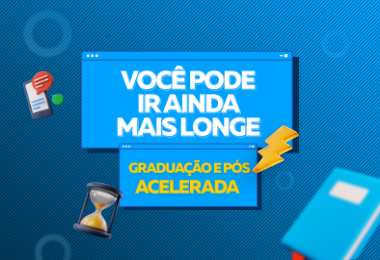 VOCÊ PODE
IR AINDA
MAIS LONGE
GRADUAÇÃO E PÓS
ACELERADA